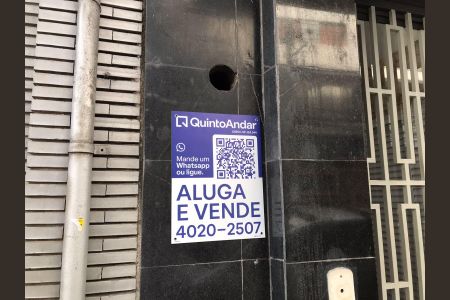 QuintoAndar
Mande um
Whatsapp
ou ligue.
ALUGA
E VENDE
4020-2507